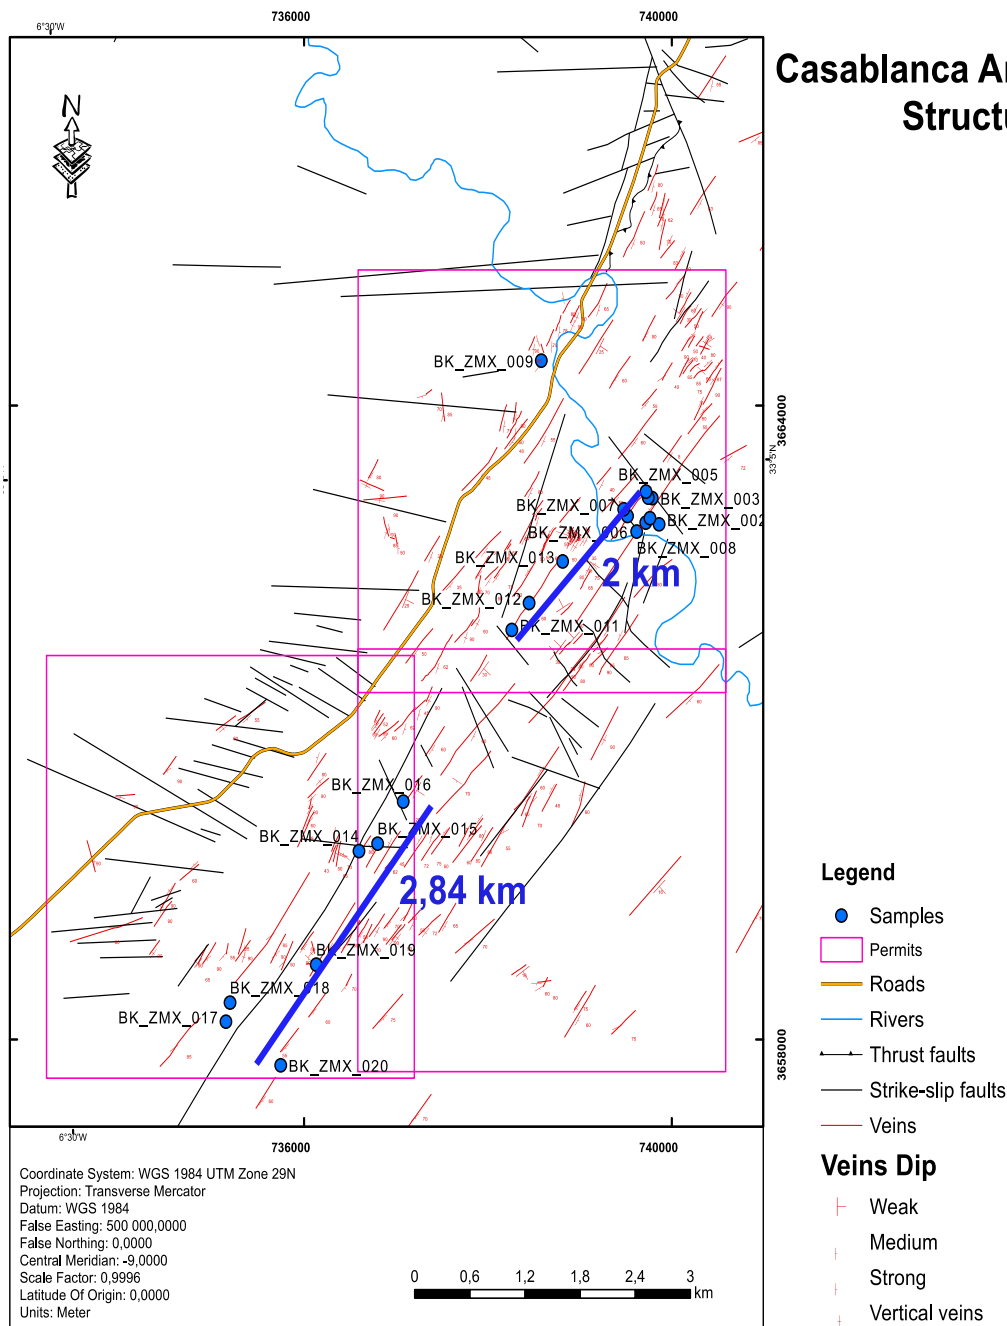 736000
740000
6°30'W
Casablanca Ar
Structu
N
BK_ZMX_009
3664000
33°5'N
BK_ZMX_005
BK_ZMX_003
BK_ZMX_007
BK_ZMX_002
BK_ZMX_006
BK_ZMX_008
BK_ZMX_013
2 km
BK_ZMX_012
BK_ZMX_011
BK_ZMX_016
BK_ZMX_015
BK_ZMX_014
2,84 km
BK_ZMX_019
BK_ZMX_018
BK_ZMX_017
BK_ZMX_020
3658000
6°30'W
736000
740000
Legend
Samples
Permits
Roads
Rivers
Thrust faults
Strike-slip faults
Veins
Veins Dip
Weak
Medium
Strong
Vertical veins
Coordinate System: WGS 1984 UTM Zone 29N
Projection: Transverse Mercator
Datum: WGS 1984
False Easting: 500 000,0000
False Northing: 0,0000
Central Meridian: -9,0000
Scale Factor: 0,9996
Latitude Of Origin: 0,0000
Units: Meter
0 0,6 1,2 1,8 2,4 3
km